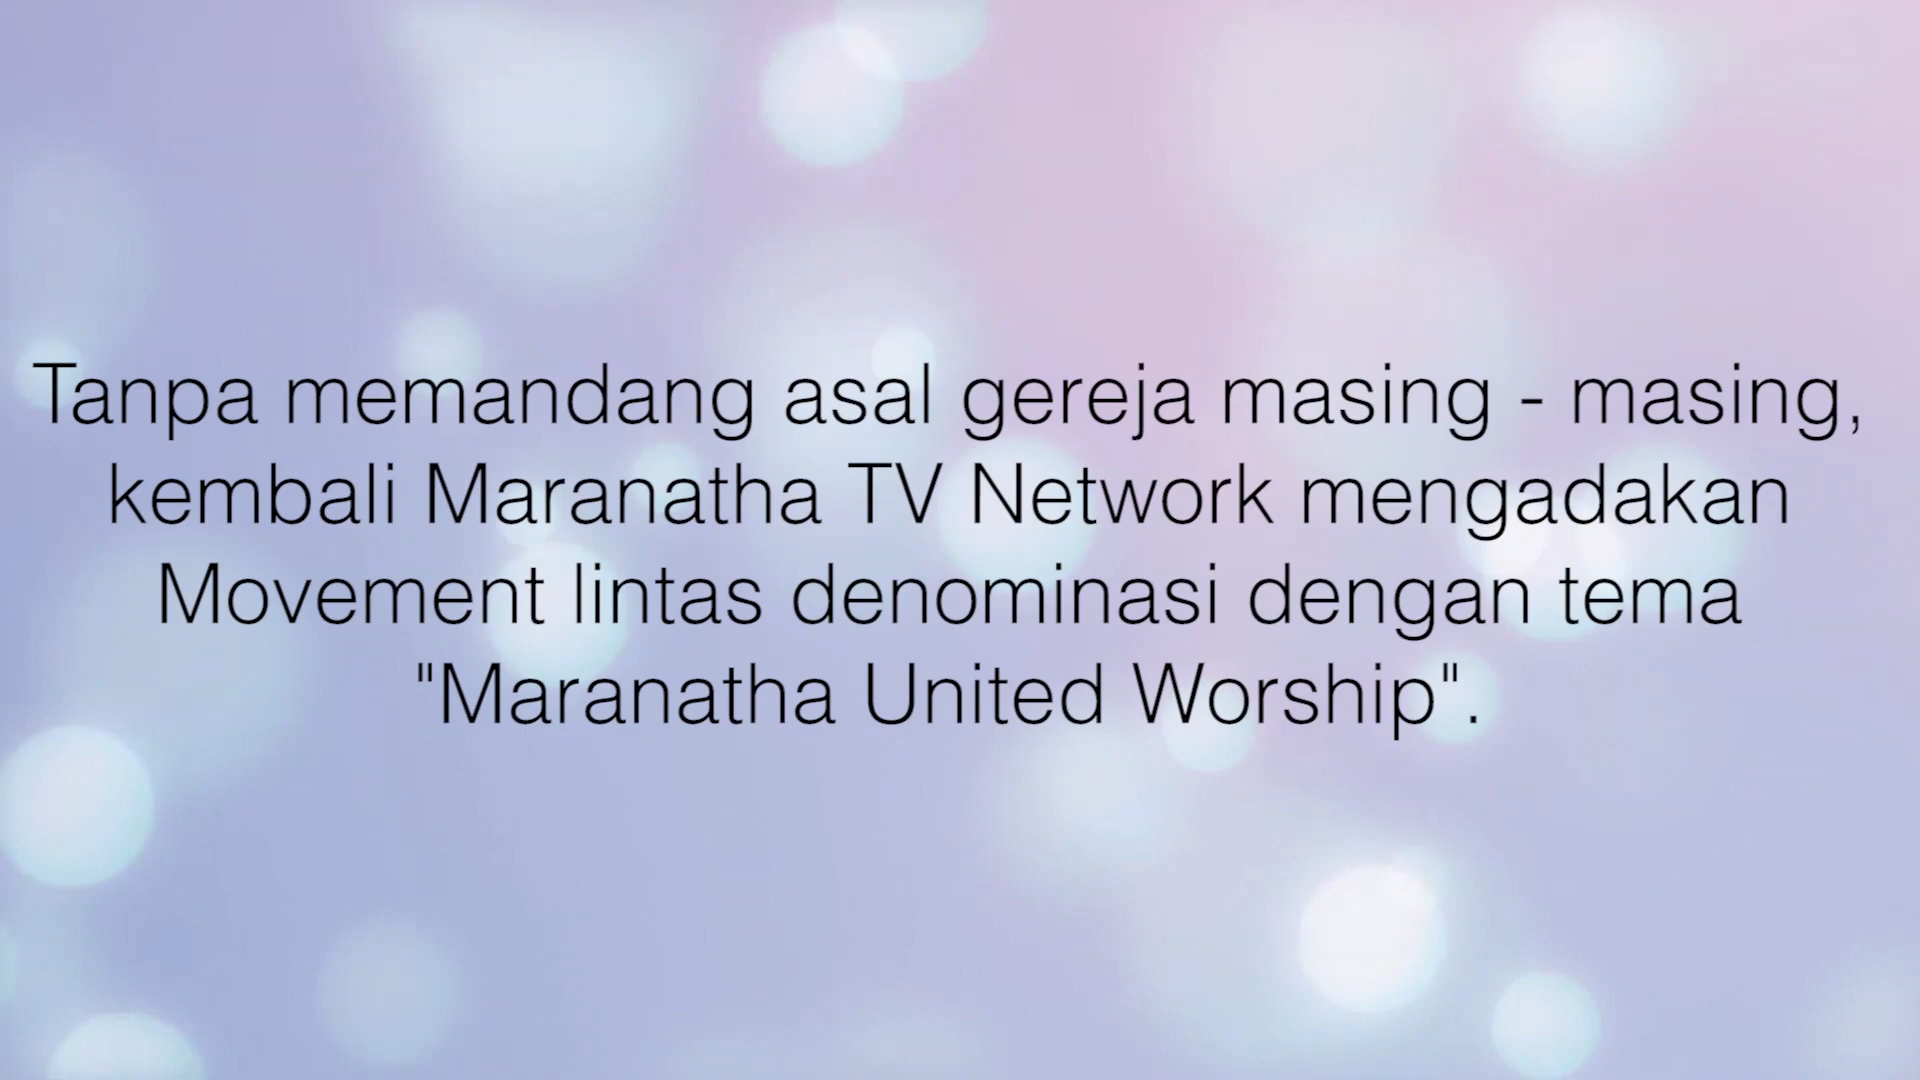 Tanpa memandang asal gereja masing - masing,
kembali Maranatha TV Network mengadakan
Movement lintas denominasi dengan tema
"Maranatha United Worship".